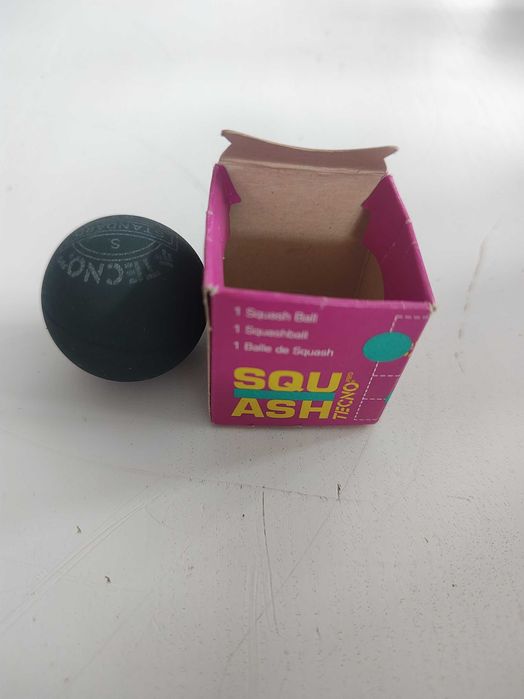 S
STANDARD
TECNO
1 Squash Ball
1 Squashball
1 Balle de Squash
SQU
ASH
TECNO